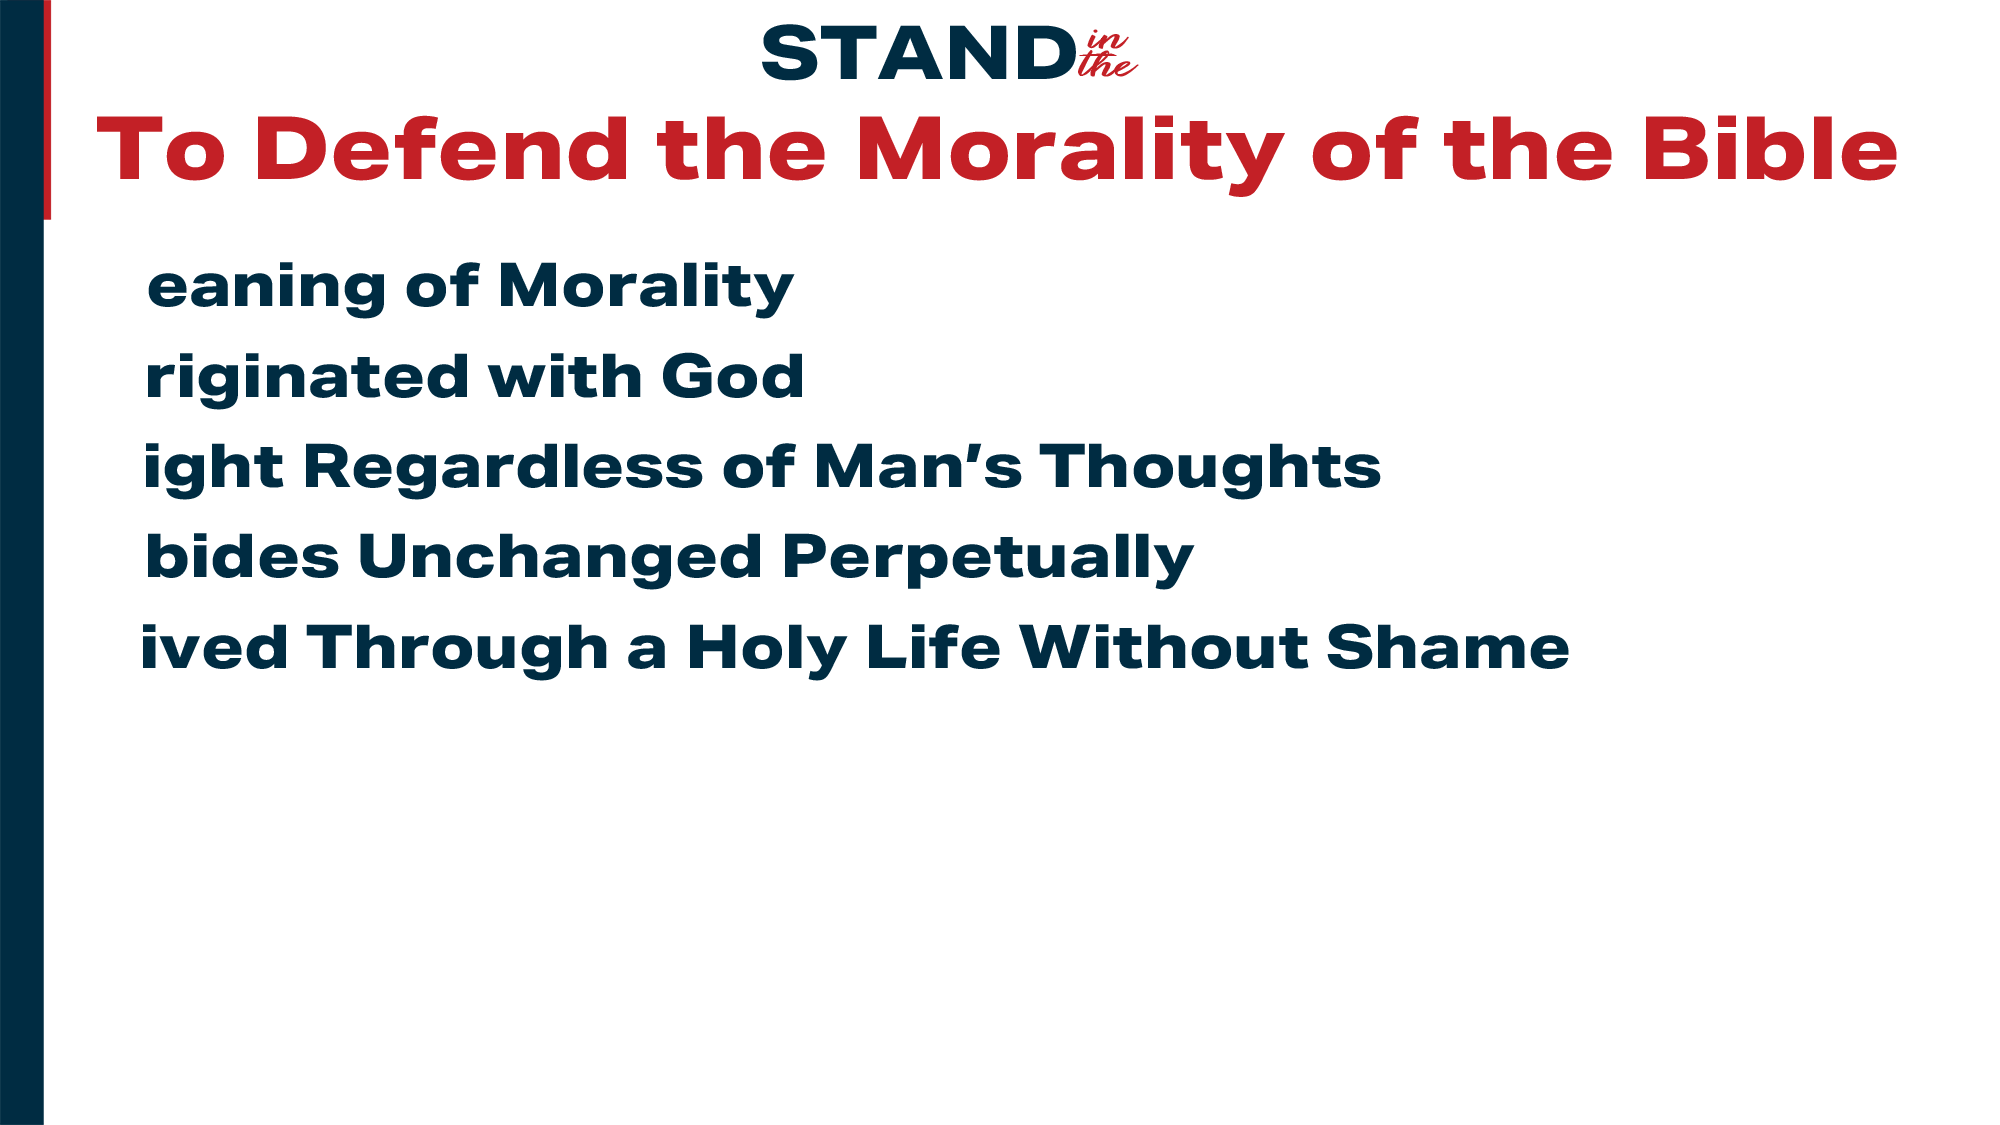 STAND in the
To Defend the Morality of the Bible
eaning of Morality
riginated with God
ight Regardless of Man's Thoughts
bides Unchanged Perpetually
ived Through a Holy Life Without Shame